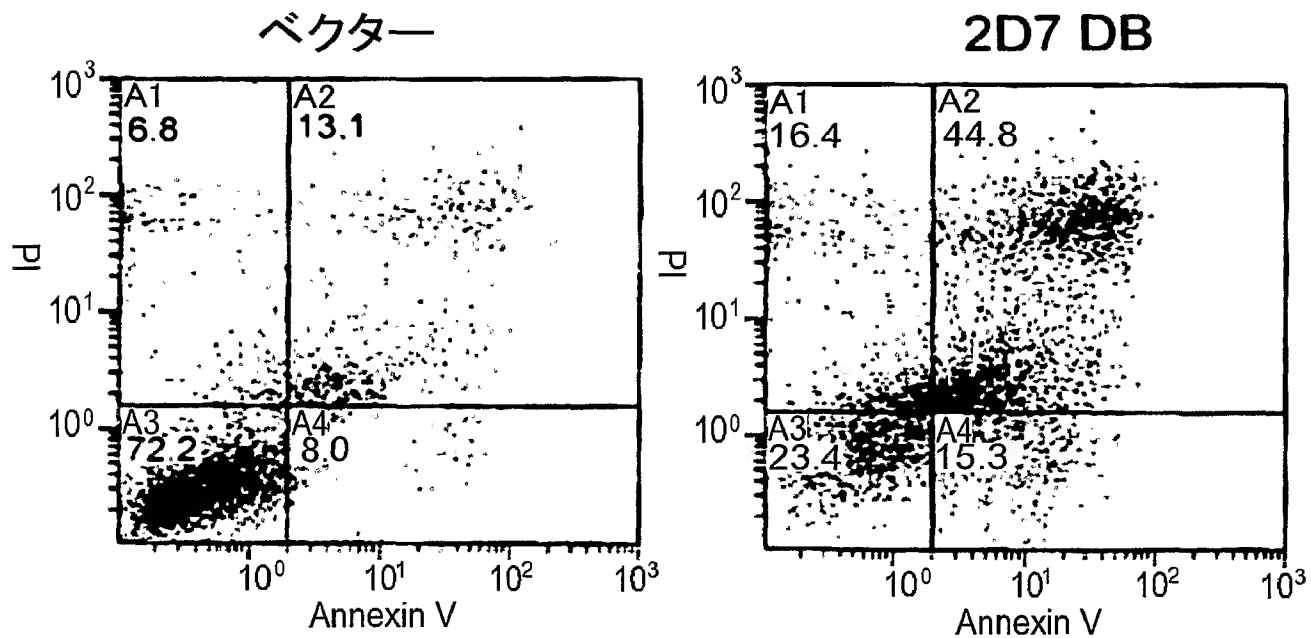 ベクター
10³
10²
10¹
10⁰
PI
A1
6.8
A2
13.1
A3
72.2
A4
8.0
10⁰ 10¹ 10² 10³
Annexin V
2D7 DB
10³
10²
10¹
10⁰
PI
A1
16.4
A2
44.8
A3
23.4
A4
15.3
10⁰ 10¹ 10² 10³
Annexin V